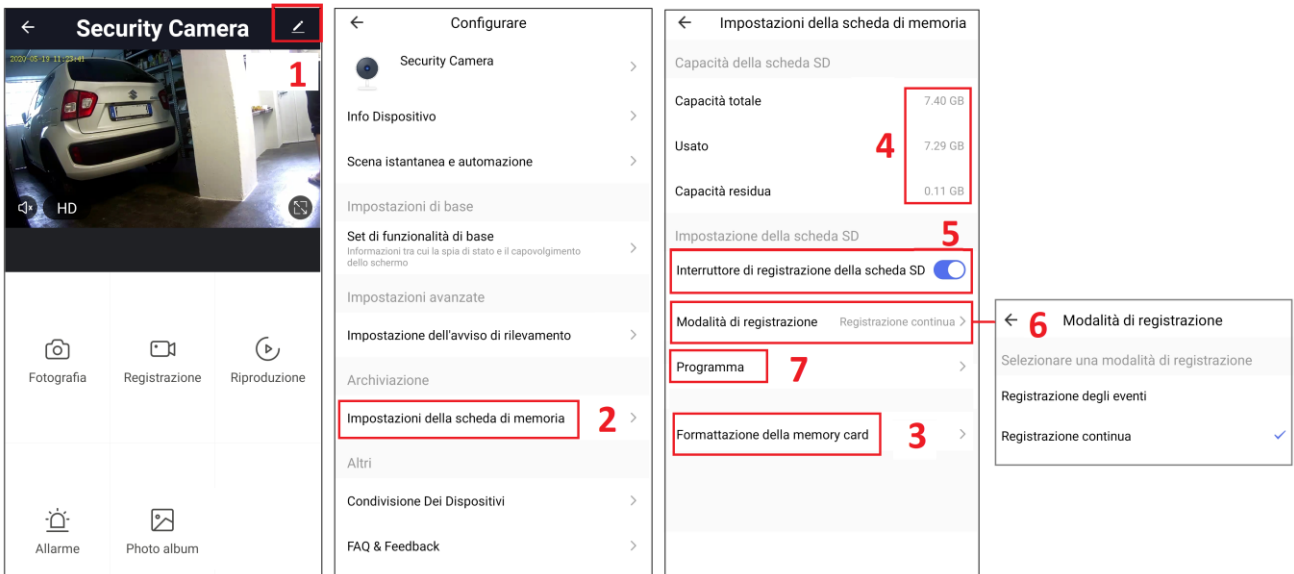 Security Camera
1
2020-05-19 11:23:41
HD
Fotografia
Registrazione
Riproduzione
Allarme
Photo album
Configurare
Security Camera
Info Dispositivo
Scena istantanea e automazione
Impostazioni di base
Set di funzionalità di base
Informazioni tra cui la spia di stato e il capovolgimento
dello schermo
Impostazioni avanzate
Impostazione dell'avviso di rilevamento
Archiviazione
Impostazioni della scheda di memoria
2
Altri
Condivisione Dei Dispositivi
FAQ & Feedback
Impostazioni della scheda di memoria
Capacità della scheda SD
Capacità totale 7.40 GB
Usato 7.29 GB
4
Capacità residua 0.11 GB
Impostazione della scheda SD
5
Interruttore di registrazione della scheda SD
Modalità di registrazione Registrazione continua
Programma
7
Formattazione della memory card
3
6
Modalità di registrazione
Selezionare una modalità di registrazione
Registrazione degli eventi
Registrazione continua